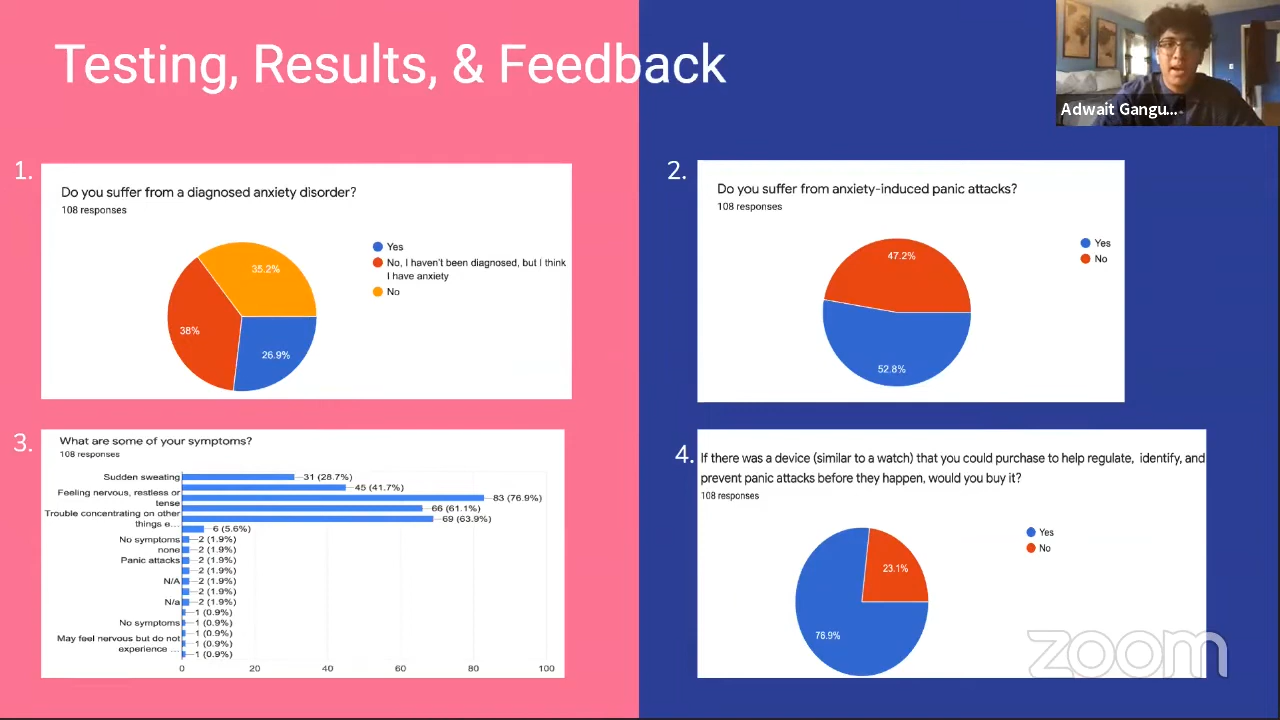 Testing, Results, & Feedback
Adwait Gangu...
1.
Do you suffer from a diagnosed anxiety disorder?
108 responses
35.2%
38%
26.9%
Yes
No, I haven't been diagnosed, but I think
I have anxiety
No
2.
Do you suffer from anxiety-induced panic attacks?
108 responses
47.2%
52.8%
Yes
No
3.
What are some of your symptoms?
108 responses
Sudden sweating
31 (28.7%)
45 (41.7%)
Feeling nervous, restless or
tense
83 (76.9%)
66 (61.1%)
Trouble concentrating on other
things e...
69 (63.9%)
6 (5.6%)
No symptoms
2 (1.9%)
none
2 (1.9%)
Panic attacks
2 (1.9%)
2 (1.9%)
N/A
2 (1.9%)
2 (1.9%)
N/a
2 (1.9%)
1 (0.9%)
No symptoms
1 (0.9%)
1 (0.9%)
May feel nervous but do not
experience ...
1 (0.9%)
1 (0.9%)
0 20 40 60 80 100
4.
If there was a device (similar to a watch) that you could purchase to help regulate, identify, and
prevent panic attacks before they happen, would you buy it?
108 responses
23.1%
76.9%
Yes
No
zoom